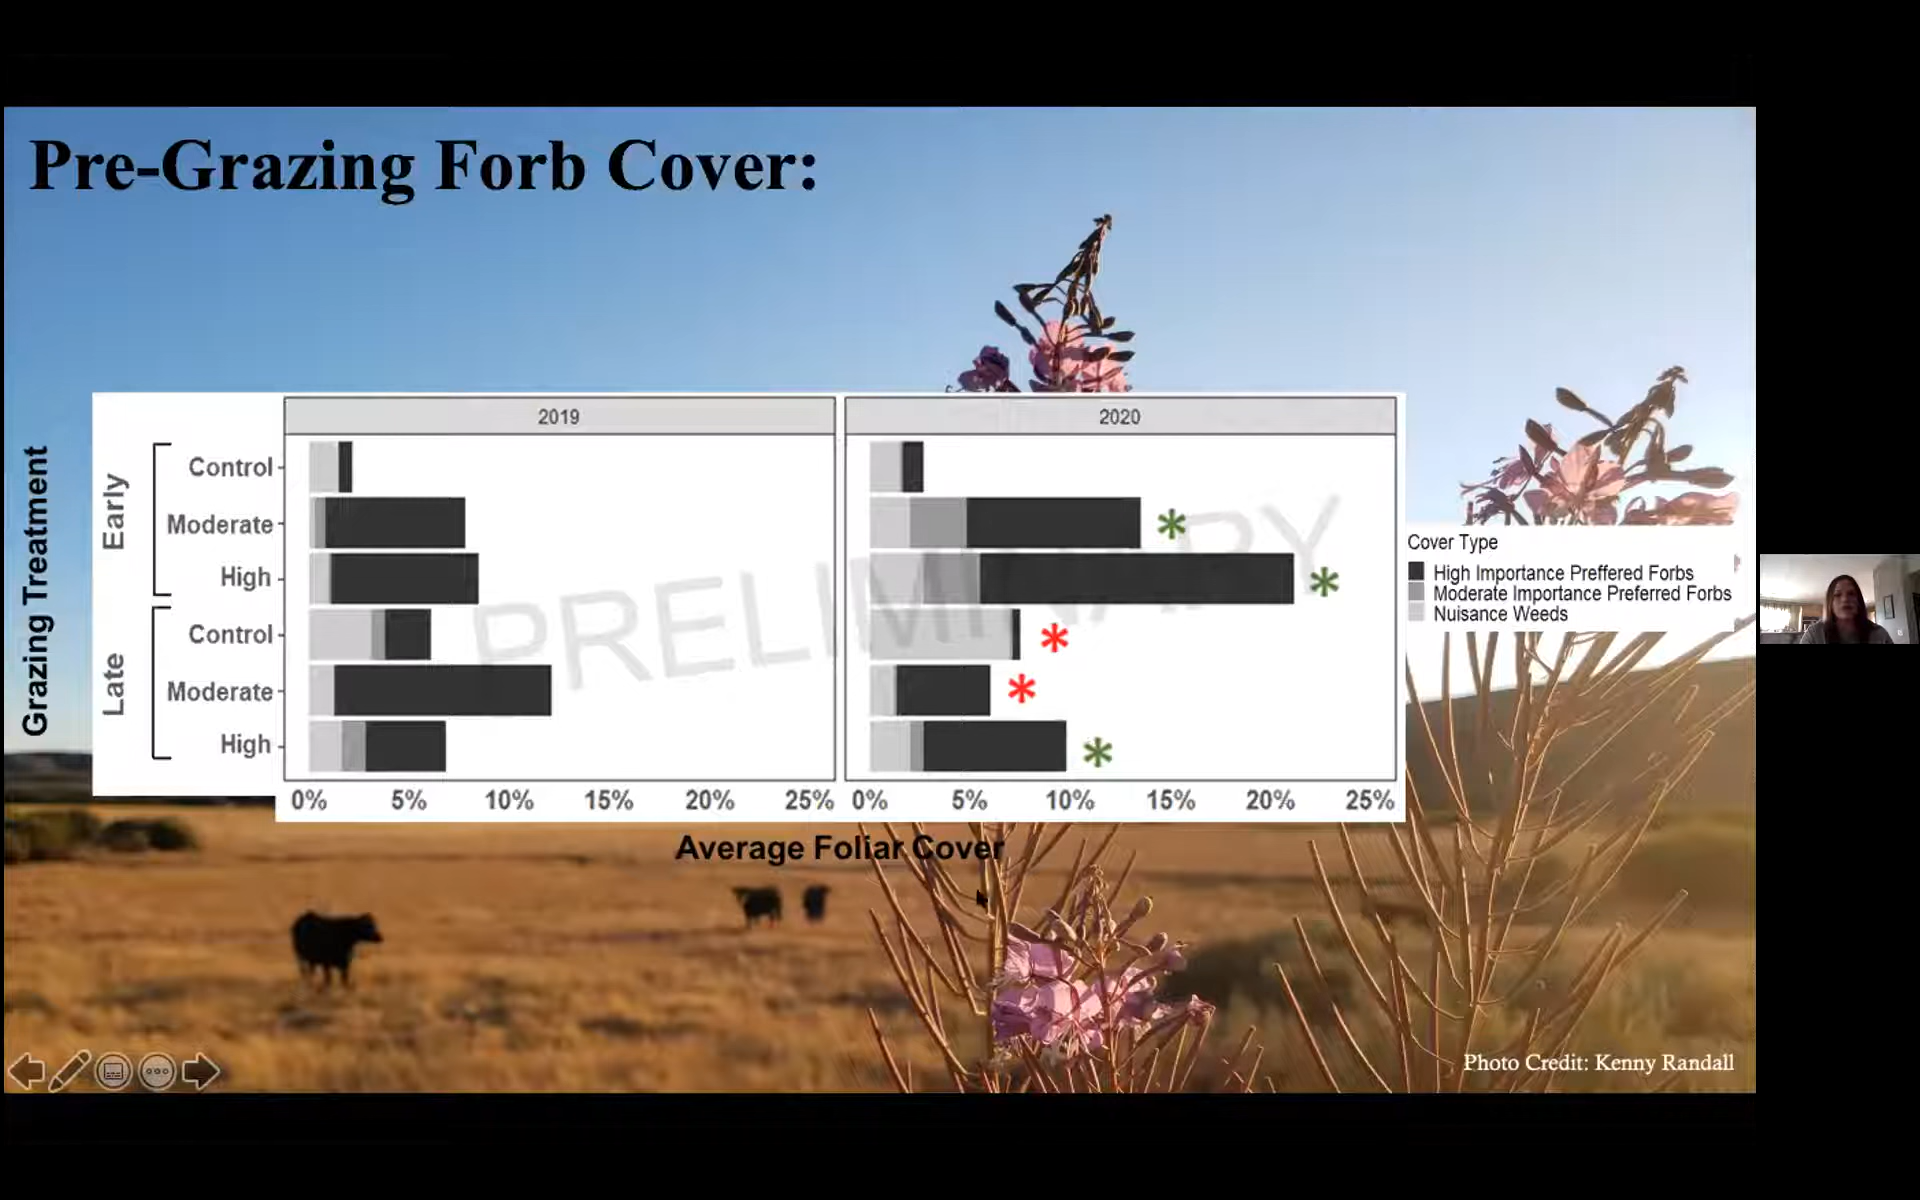 Pre-Grazing Forb Cover:
Grazing Treatment
Early
Late
2019
2020
Control
Moderate
High
Control
Moderate
High
PRELIMINARY
0% 5% 10% 15% 20% 25%
0% 5% 10% 15% 20% 25%
Average Foliar Cover
Cover Type
High Importance Preffered Forbs
Moderate Importance Preferred Forbs
Nuisance Weeds
Photo Credit: Kenny Randall